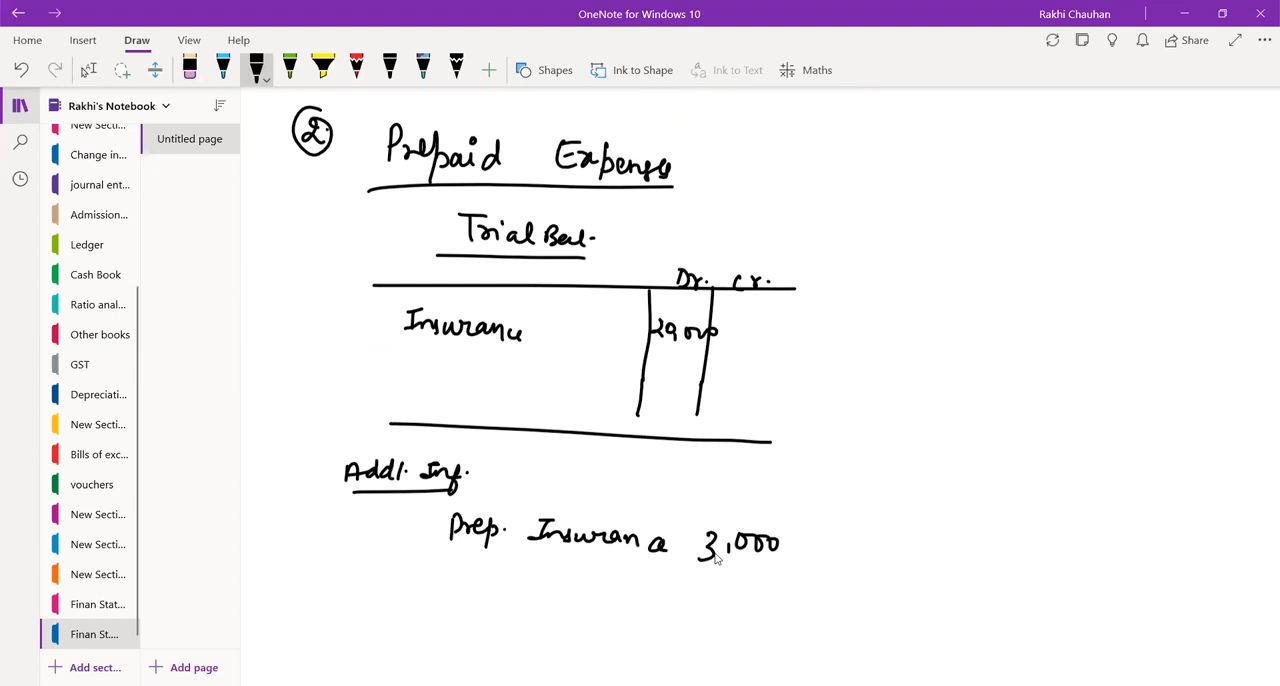 OneNote for Windows 10
Rakhi Chauhan
Home Insert Draw View Help
Share
Shapes Ink to Shape Ink to Text Maths
Rakhi's Notebook
Untitled page
New Secti...
Change in...
journal ent...
Admission...
Ledger
Cash Book
Ratio anal...
Other books
GST
Depreciati...
New Secti...
Bills of exc...
vouchers
New Secti...
New Secti...
New Secti...
Finan Stat...
Finan St....
Add sect...
Add page
2. Prepaid Expenses
Trial Bal.
Dr. Cr.
Insurance 29000
Addl. Inf.
Prep. Insurance 3,000